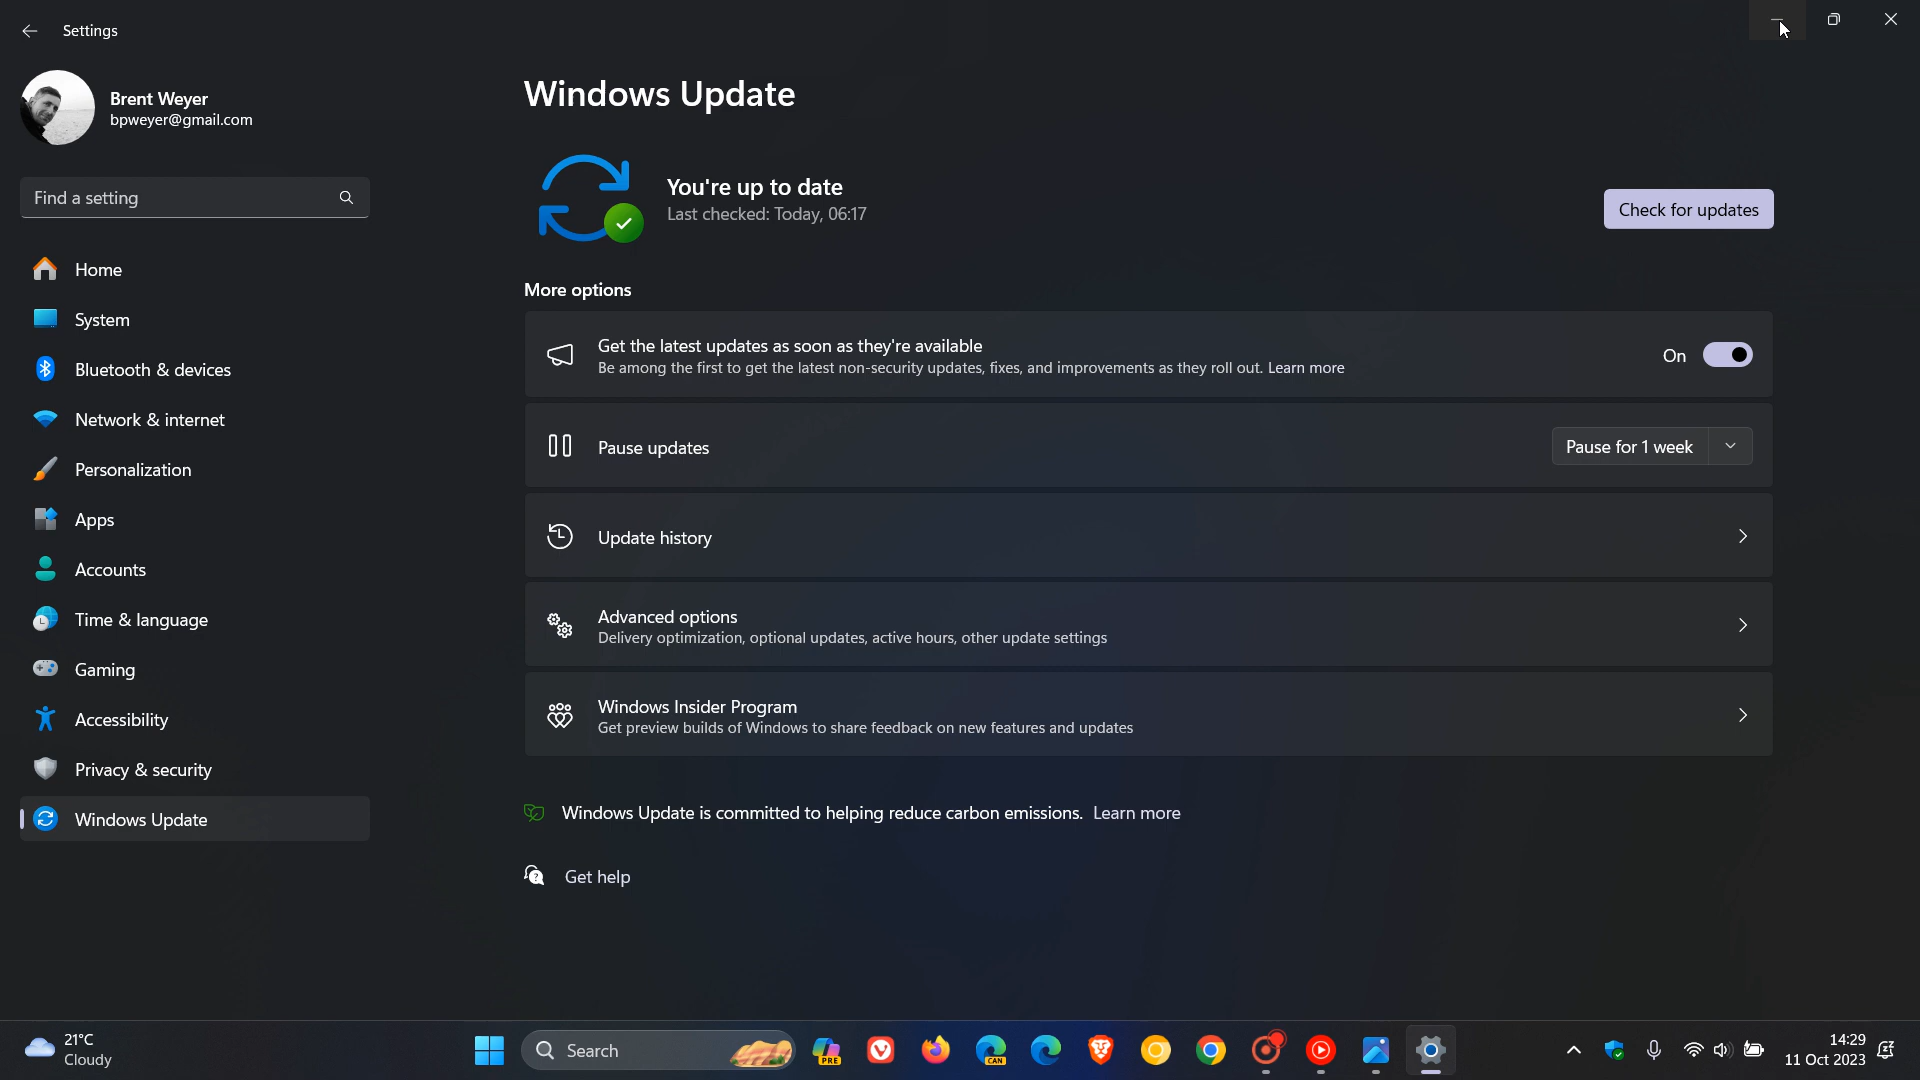 Settings
Brent Weyer
bpweyer@gmail.com
Find a setting
Home
System
Bluetooth & devices
Network & internet
Personalization
Apps
Accounts
Time & language
Gaming
Accessibility
Privacy & security
Windows Update
Windows Update
You're up to date
Last checked: Today, 06:17
Check for updates
More options
Get the latest updates as soon as they're available
Be among the first to get the latest non-security updates, fixes, and improvements as they roll out. Learn more
On
Pause updates
Pause for 1 week
Update history
Advanced options
Delivery optimization, optional updates, active hours, other update settings
Windows Insider Program
Get preview builds of Windows to share feedback on new features and updates
Windows Update is committed to helping reduce carbon emissions. Learn more
Get help
21°C
Cloudy
Search
PRE
CAN
14:29
11 Oct 2023